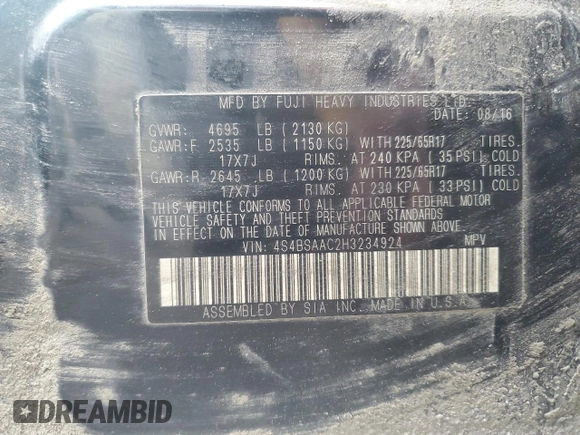 MFD BY FUJI HEAVY INDUSTRIES LTD.
DATE: 08/16
GVWR: 4695 LB (2130 KG)
GAWR:F 2535 LB (1150 KG) WITH 225/65R17 TIRES.
17X7J RIMS. AT 240 KPA (35 PSI) COLD
GAWR:R 2645 LB (1200 KG) WITH 225/65R17 TIRES.
17X7J RIMS. AT 230 KPA (33 PSI) COLD
THIS VEHICLE CONFORMS TO ALL APPLICABLE FEDERAL MOTOR
VEHICLE SAFETY AND THEFT PREVENTION STANDARDS
IN EFFECT ON THE DATE OF MANUFACTURE SHOWN ABOVE.
VIN: 4S4BSAAC2H3234924 MPV
ASSEMBLED BY SIA INC. MADE IN U.S.A.
DREAMBID